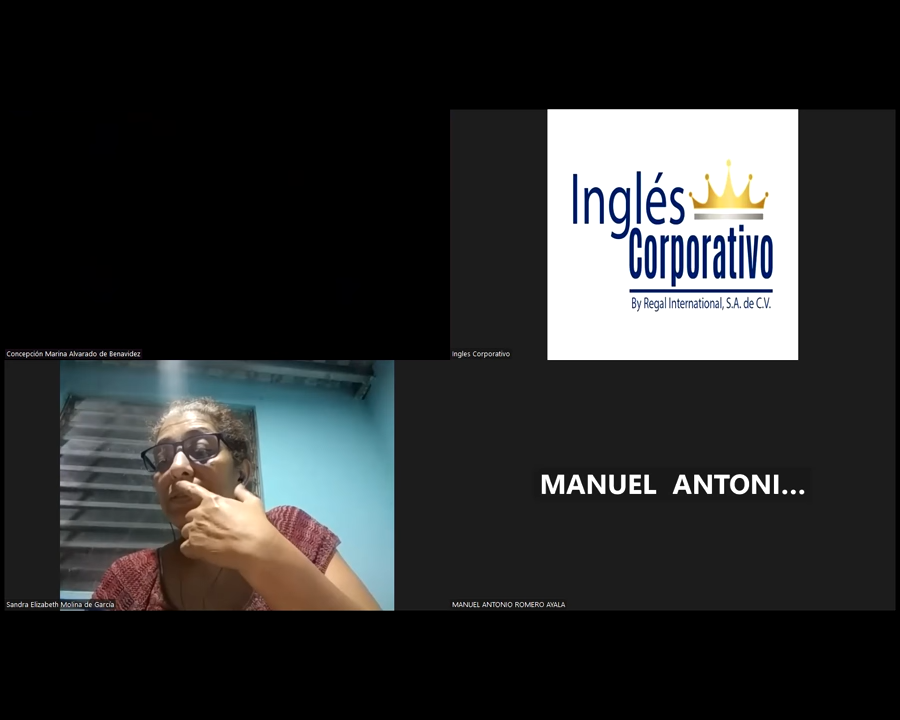 Inglés
Corporativo
By Regal International, S.A. de C.V.
Concepción Marina Alvarado de Benavidez
Ingles Corporativo
MANUEL ANTONI...
Sandra Elizabeth Molina de García
MANUEL ANTONIO ROMERO AYALA